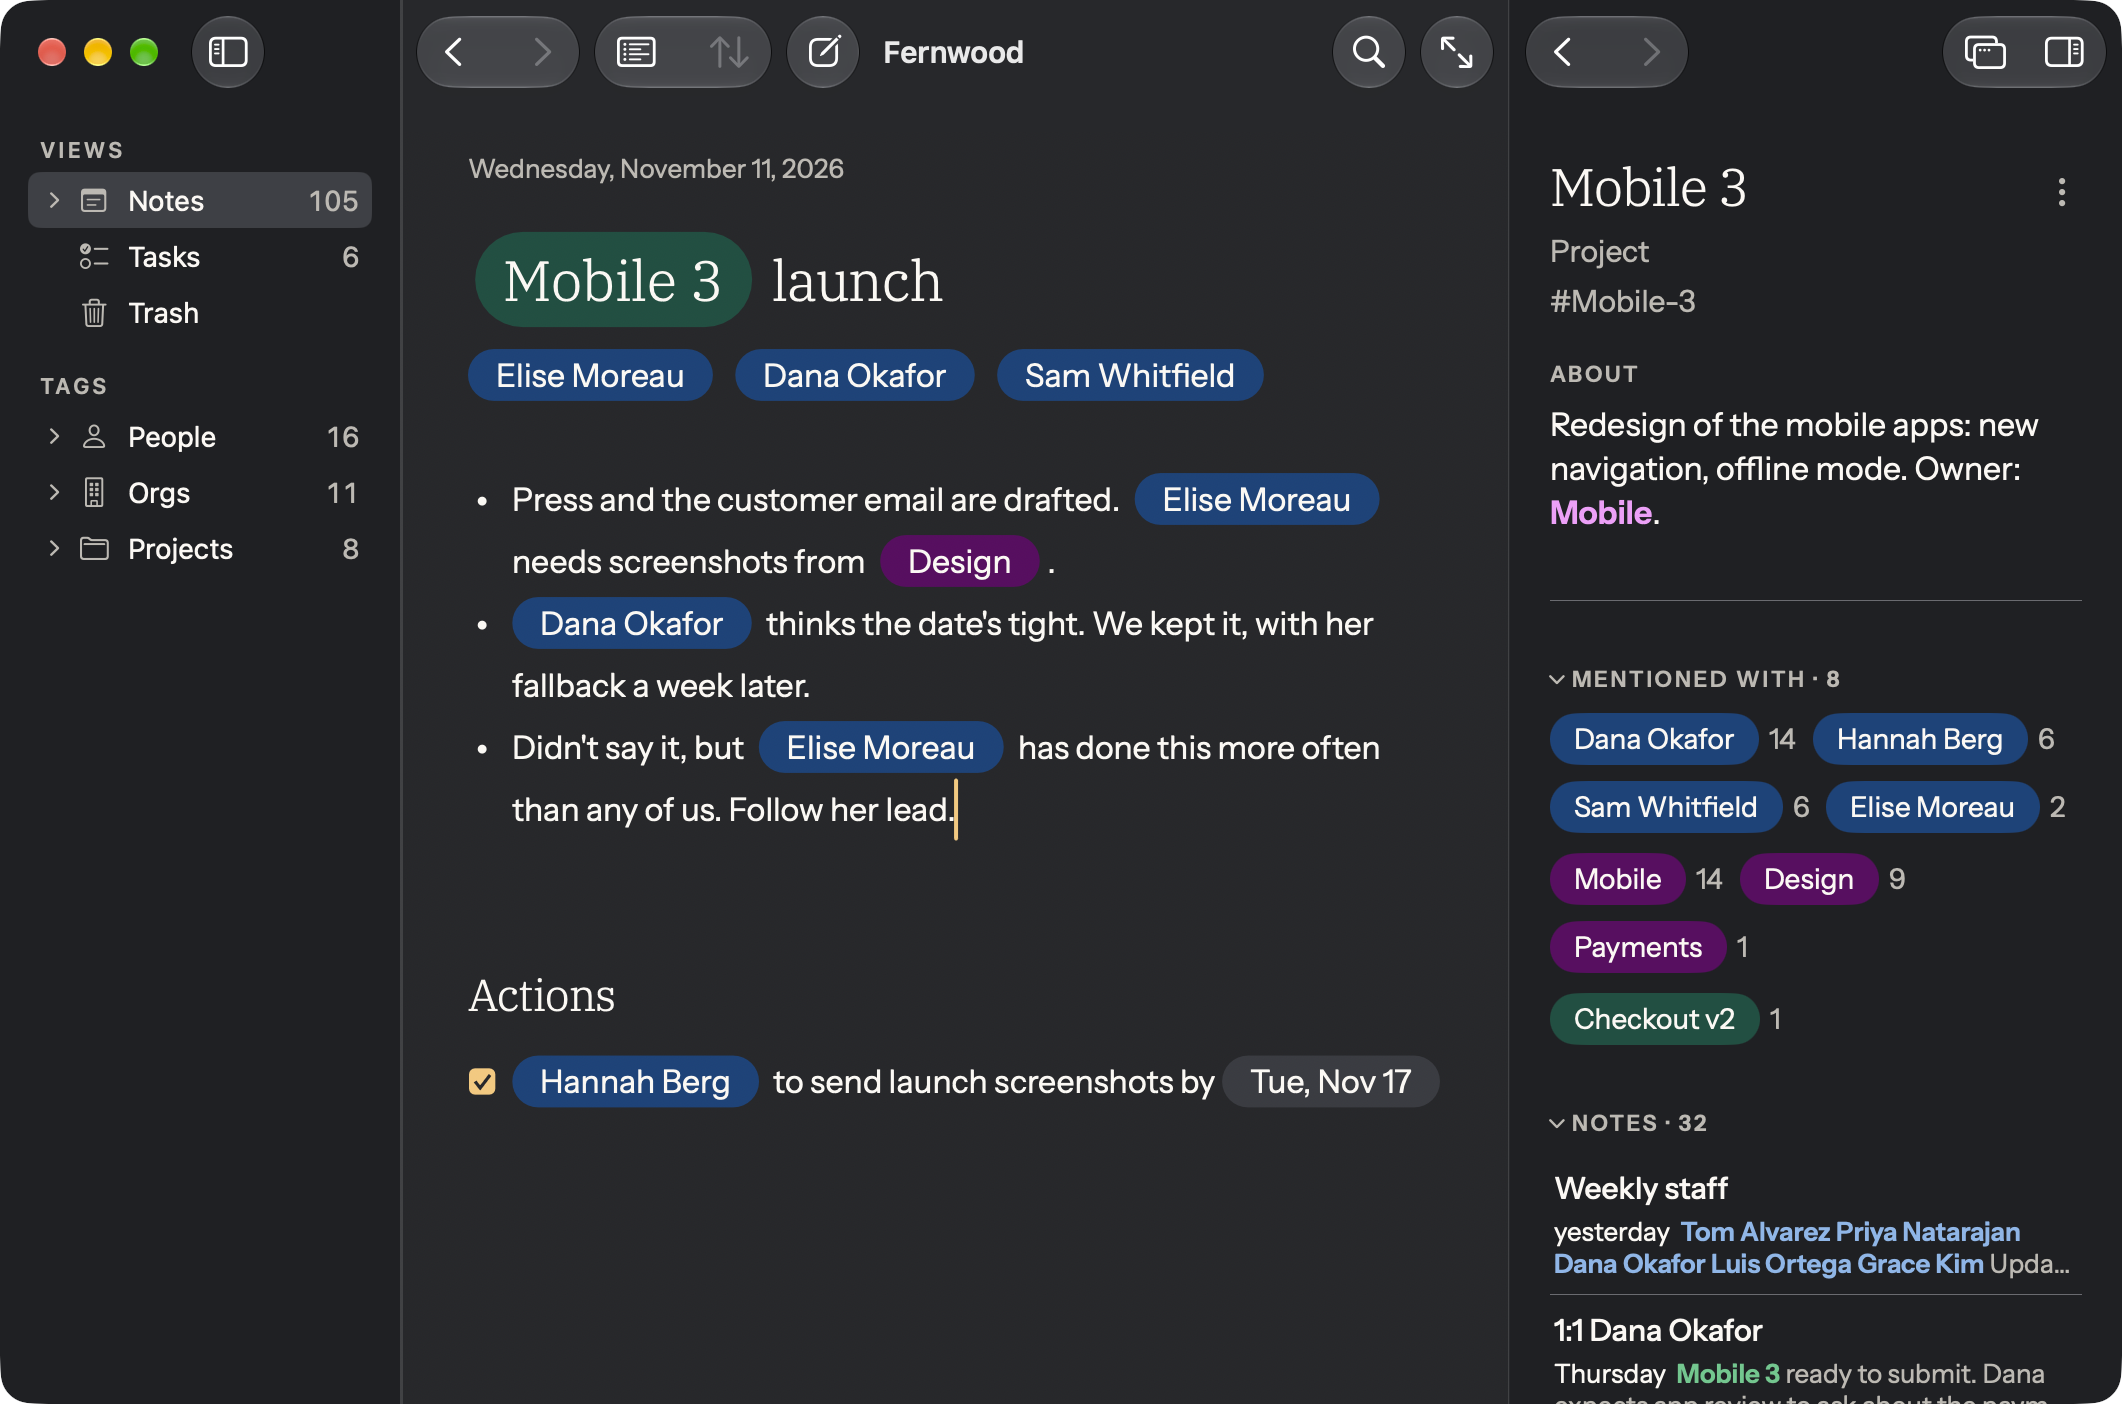 VIEWS
Notes 105
Tasks 6
Trash
TAGS
People 16
Orgs 11
Projects 8
Fernwood
Wednesday, November 11, 2026
Mobile 3 launch
Elise Moreau Dana Okafor Sam Whitfield
• Press and the customer email are drafted. Elise Moreau
needs screenshots from Design .
• Dana Okafor thinks the date's tight. We kept it, with her
fallback a week later.
• Didn't say it, but Elise Moreau has done this more often
than any of us. Follow her lead.
Actions
Hannah Berg to send launch screenshots by Tue, Nov 17
Mobile 3
Project
#Mobile-3
ABOUT
Redesign of the mobile apps: new
navigation, offline mode. Owner:
Mobile.
MENTIONED WITH · 8
Dana Okafor 14 Hannah Berg 6
Sam Whitfield 6 Elise Moreau 2
Mobile 14 Design 9
Payments 1
Checkout v2 1
NOTES · 32
Weekly staff
yesterday Tom Alvarez Priya Natarajan
Dana Okafor Luis Ortega Grace Kim Upda...
1:1 Dana Okafor
Thursday Mobile 3 ready to submit. Dana